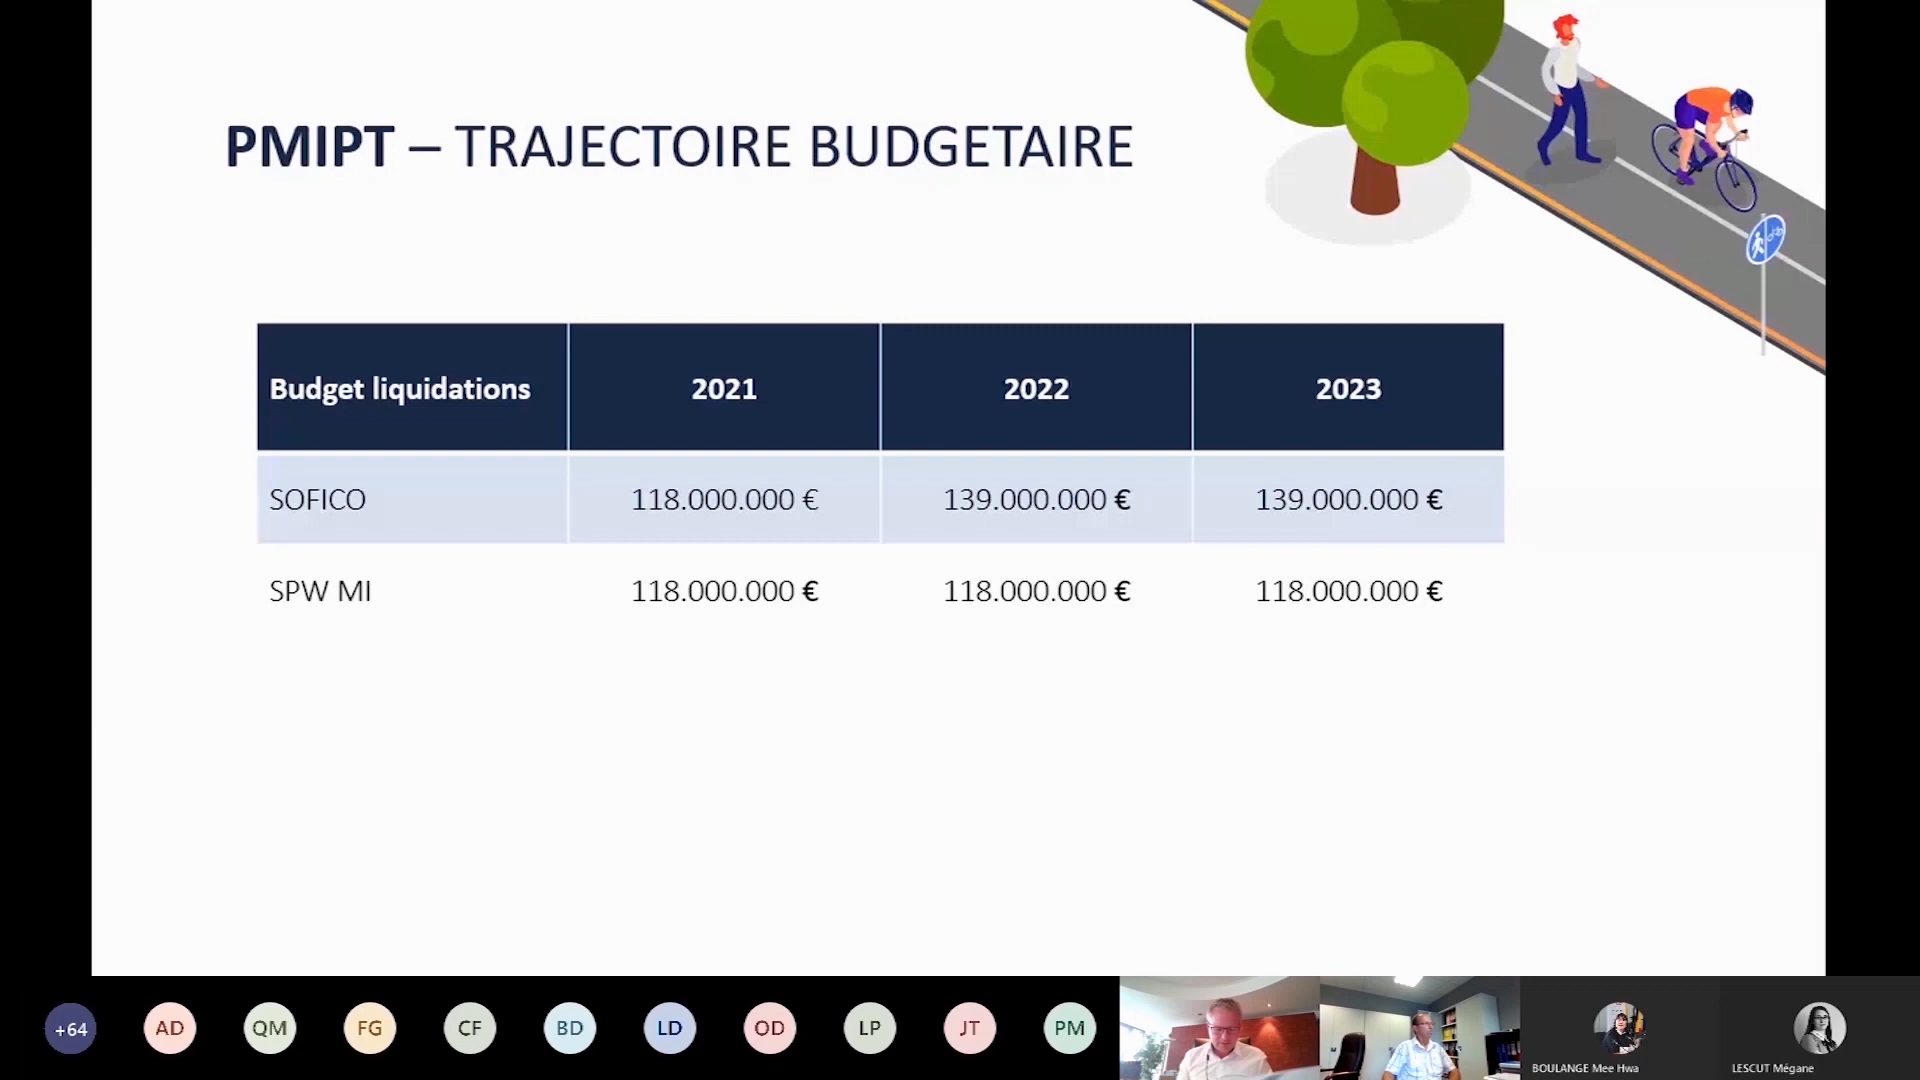 PMIPT – TRAJECTOIRE BUDGETAIRE
Budget liquidations 2021 2022 2023
SOFICO 118.000.000 € 139.000.000 € 139.000.000 €
SPW MI 118.000.000 € 118.000.000 € 118.000.000 €
+64 AD QM FG CF BD LD OD LP JT PM
BOULANGE Mee Hwa LESCUT Mégane